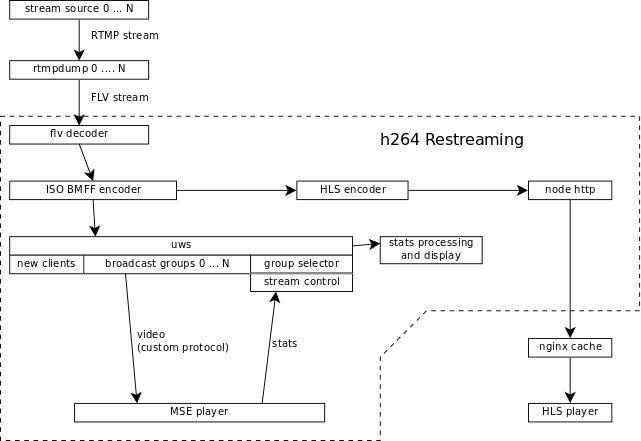 stream source 0 ... N
RTMP stream
rtmpdump 0 .... N
FLV stream
flv decoder
h264 Restreaming
ISO BMFF encoder
HLS encoder
node http
uws
stats processing
and display
new clients
broadcast groups 0 ... N
group selector
stream control
video
(custom protocol)
stats
nginx cache
MSE player
HLS player